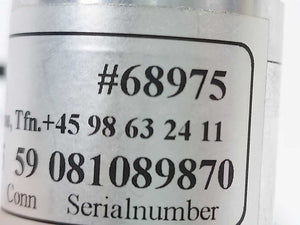 #68975
, Tfn.+45 98 63 24 11
59 081089870
Conn Serialnumber